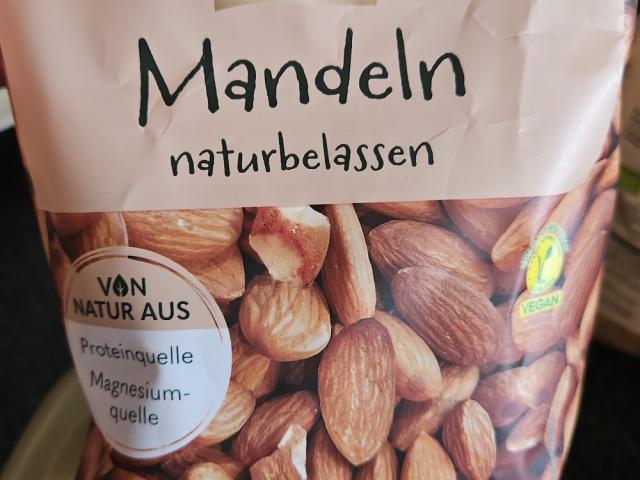 Mandeln
naturbelassen
VON
NATUR AUS
Proteinquelle
Magnesium-
quelle
VEGAN